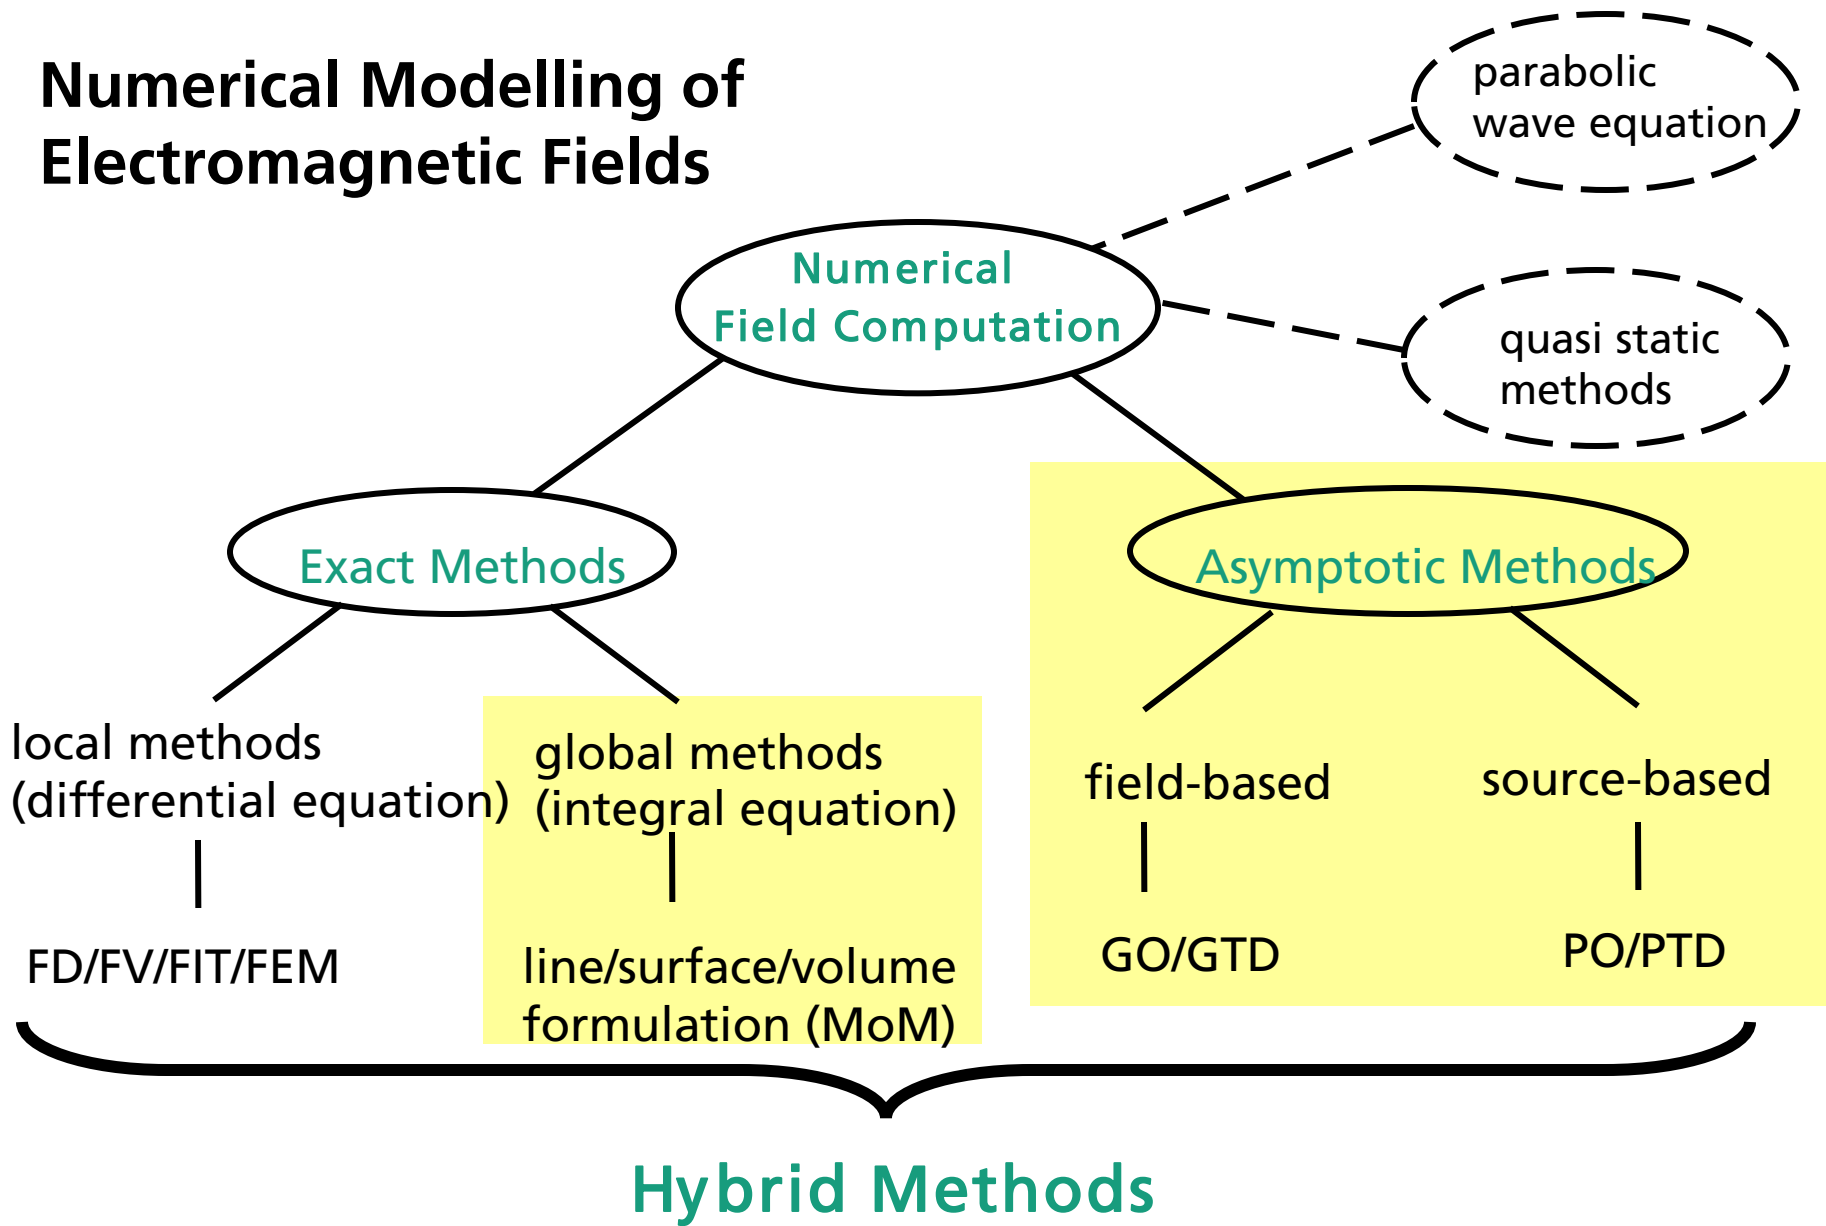 Numerical Modelling of
Electromagnetic Fields
parabolic
wave equation
Numerical
Field Computation
quasi static
methods
Exact Methods
Asymptotic Methods
local methods
(differential equation)
global methods
(integral equation)
field-based
source-based
FD/FV/FIT/FEM
line/surface/volume
formulation (MoM)
GO/GTD
PO/PTD
Hybrid Methods